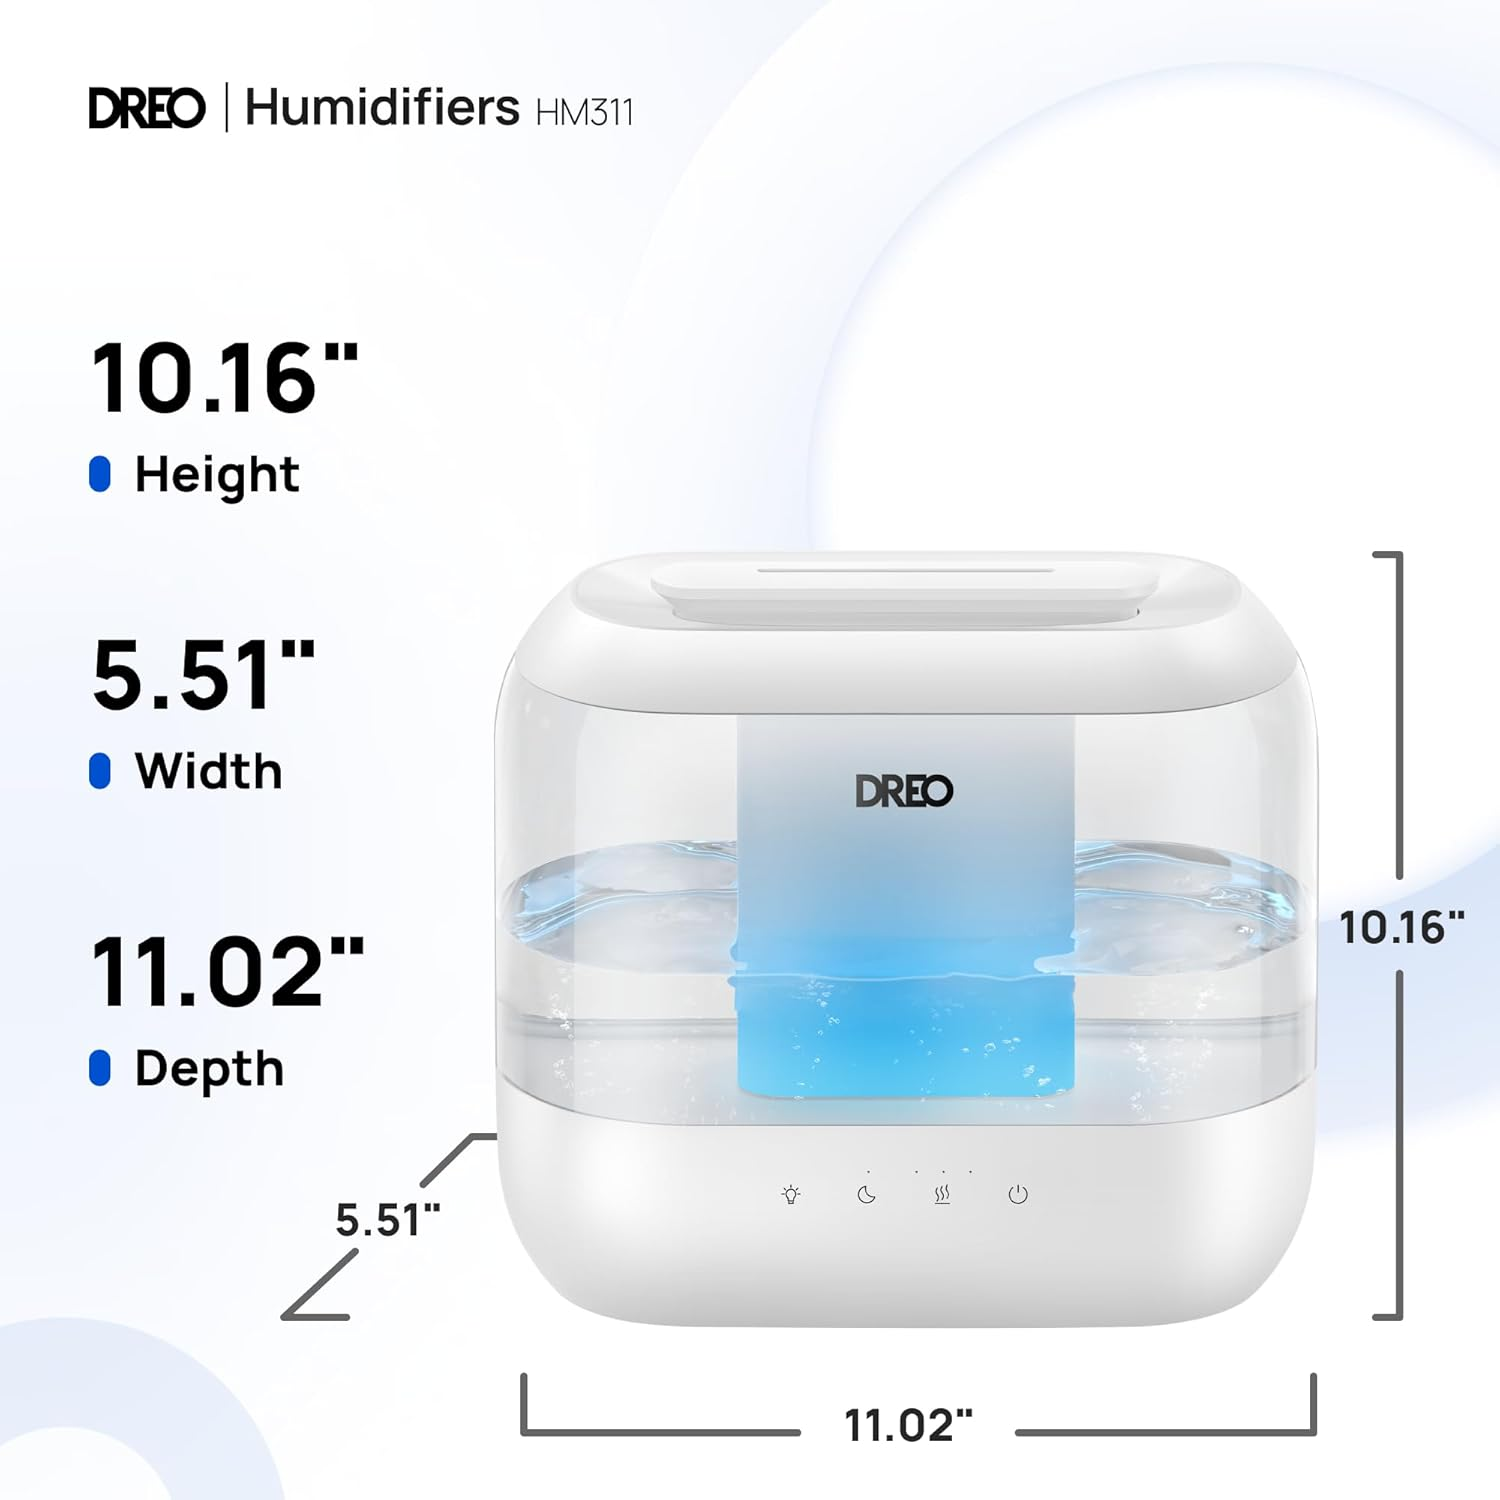 DREO | Humidifiers HM311
10.16"
Height
5.51"
Width
11.02"
Depth
DREO
10.16"
5.51"
11.02"